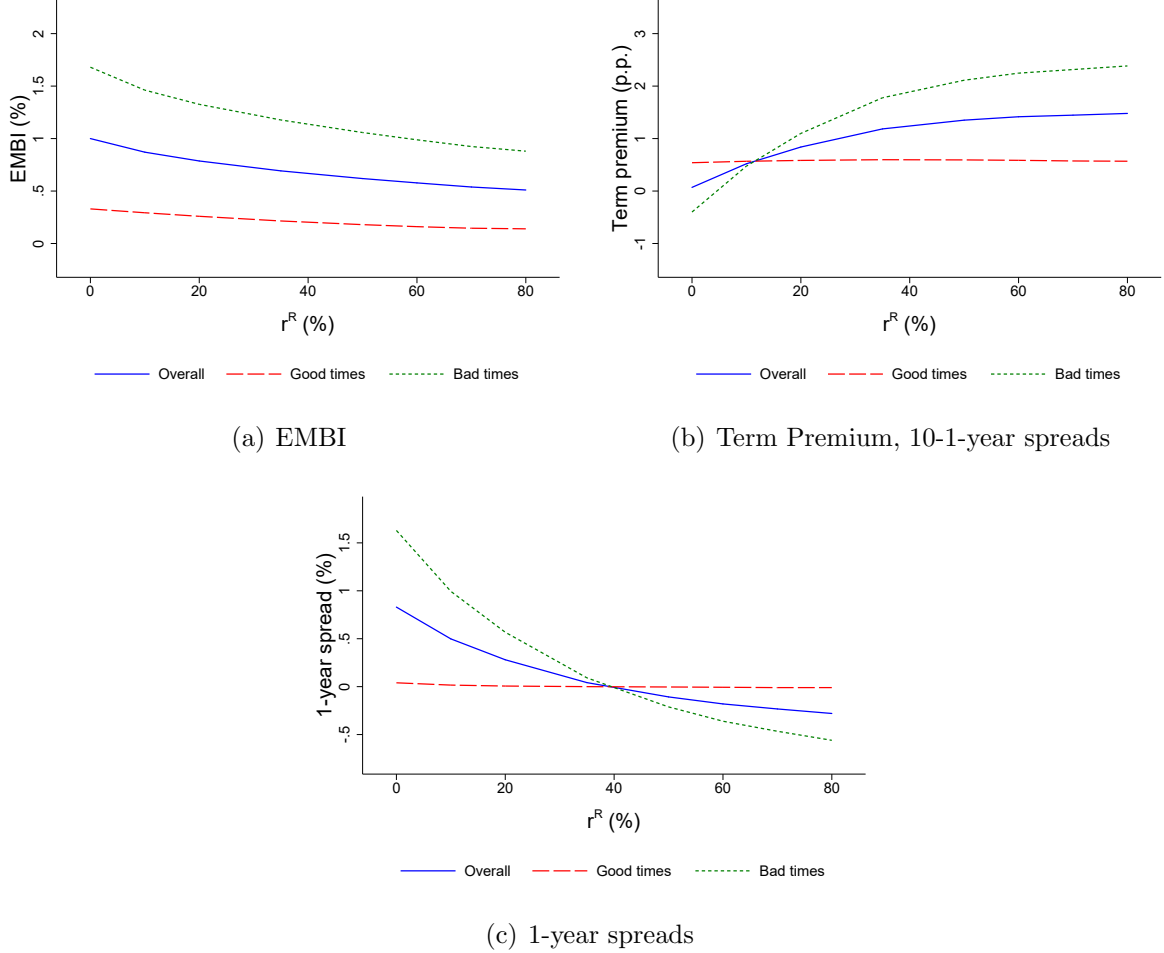 EMBI (%)
2
1.5
1
.5
0
0 20 40 60 80
r^R (%)
Overall Good times Bad times
(a) EMBI
Term premium (p.p.)
3
2
1
0
-1
0 20 40 60 80
r^R (%)
Overall Good times Bad times
(b) Term Premium, 10-1-year spreads
1-year spread (%)
1.5
1
.5
0
-.5
0 20 40 60 80
r^R (%)
Overall Good times Bad times
(c) 1-year spreads